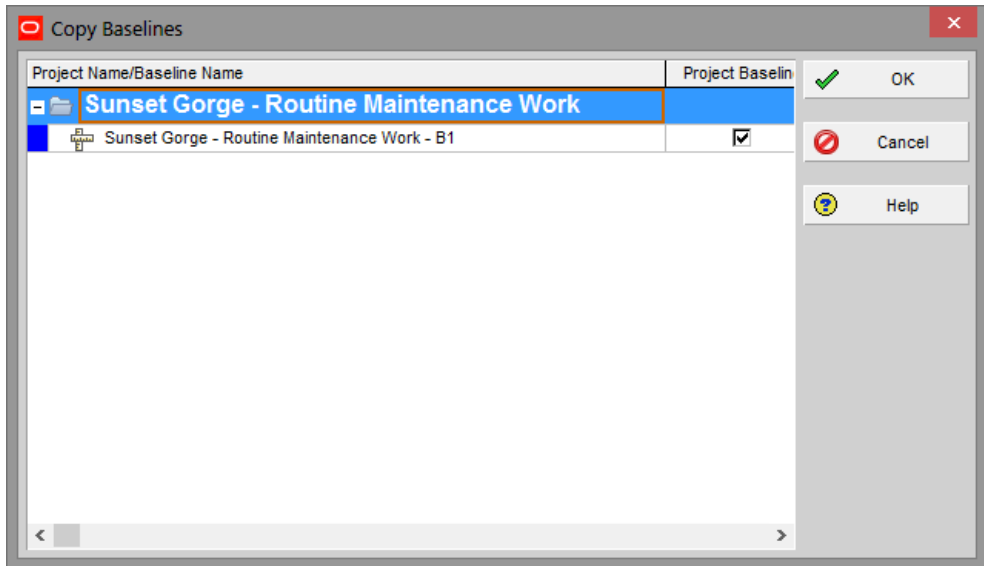 Copy Baselines
Project Name/Baseline Name Project Baselin
Sunset Gorge - Routine Maintenance Work
Sunset Gorge - Routine Maintenance Work - B1
OK
Cancel
Help